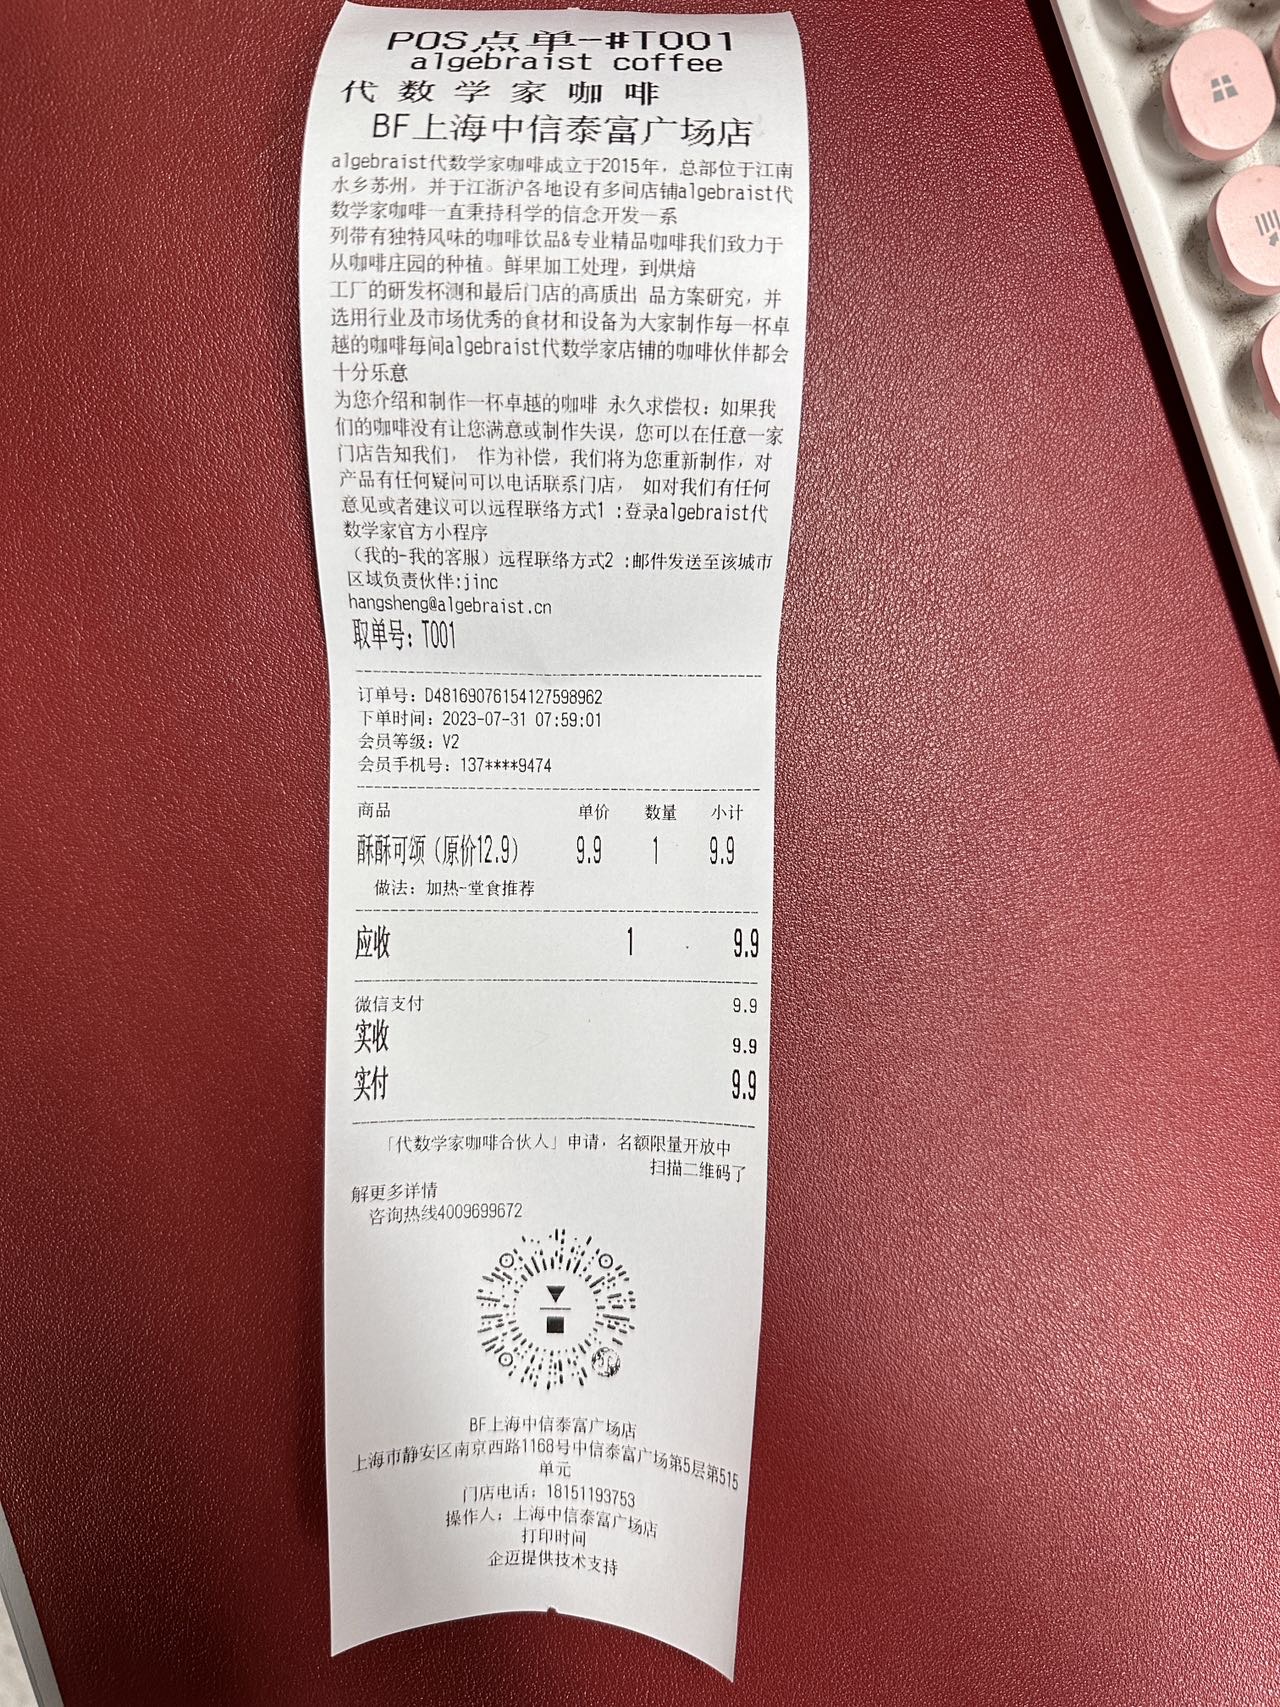 POS点单-#T001
algebraist coffee
代数学家咖啡
BF上海中信泰富广场店
algebraist代数学家咖啡成立于2015年，总部位于江南
水乡苏州，并于江浙沪各地设有多间店铺algebraist代
数学家咖啡一直秉持科学的信念开发一系
列带有独特风味的咖啡饮品&专业精品咖啡我们致力于
从咖啡庄园的种植。鲜果加工处理，到烘焙
工厂的研发杯测和最后门店的高质出 品方案研究，并
选用行业及市场优秀的食材和设备为大家制作每一杯卓
越的咖啡每间algebraist代数学家店铺的咖啡伙伴都会
十分乐意
为您介绍和制作一杯卓越的咖啡 永久求偿权：如果我
们的咖啡没有让您满意或制作失误，您可以在任意一家
门店告知我们， 作为补偿，我们将为您重新制作，对
产品有任何疑问可以电话联系门店， 如对我们有任何
意见或者建议可以远程联络方式1 :登录algebraist代
数学家官方小程序
（我的-我的客服）远程联络方式2 :邮件发送至该城市
区域负责伙伴:jinc
hangsheng@algebraist.cn
取单号：T001
订单号：D48169076154127598962
下单时间：2023-07-31 07:59:01
会员等级：V2
会员手机号：137****9474
商品 单价 数量 小计
酥酥可颂（原价12.9） 9.9 1 9.9
做法：加热-堂食推荐
应收 1 9.9
微信支付 9.9
实收 9.9
实付 9.9
「代数学家咖啡合伙人」申请，名额限量开放中
扫描二维码了
解更多详情
咨询热线4009699672
BF上海中信泰富广场店
上海市静安区南京西路1168号中信泰富广场第5层第515
单元
门店电话：18151193753
操作人：上海中信泰富广场店
打印时间
企迈提供技术支持